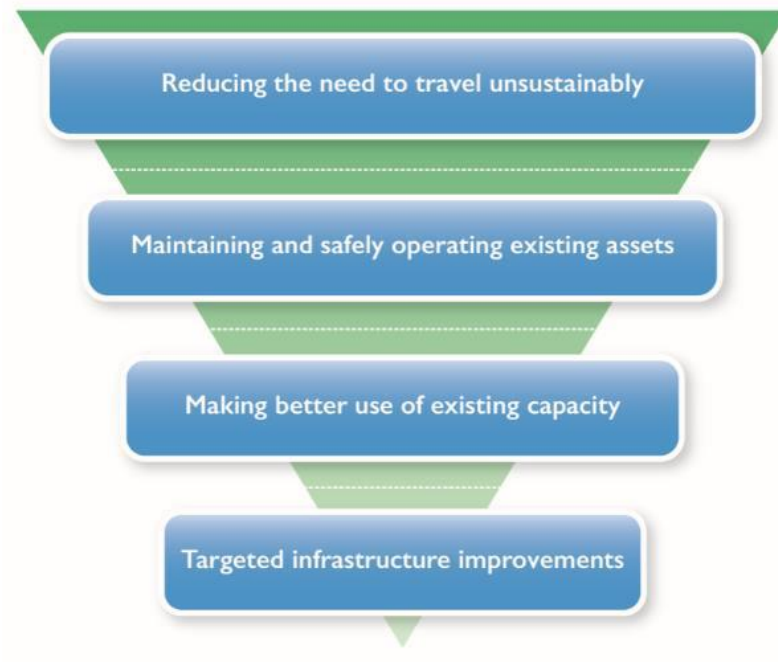 Reducing the need to travel unsustainably
Maintaining and safely operating existing assets
Making better use of existing capacity
Targeted infrastructure improvements